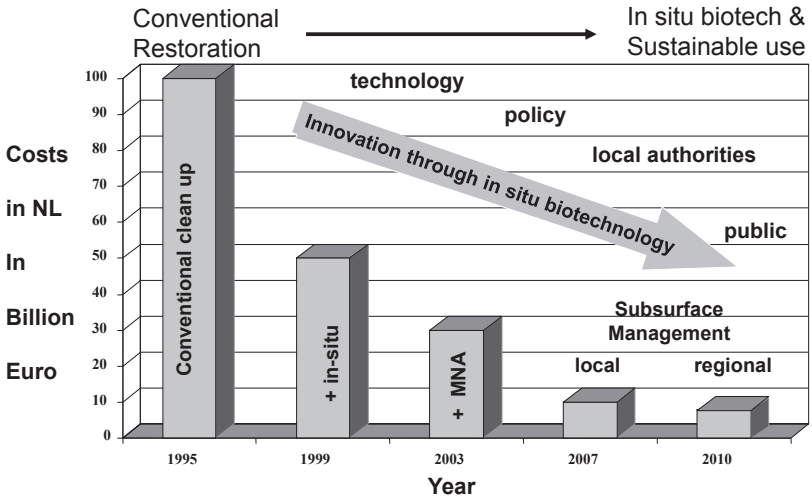 Conventional
Restoration
In situ biotech &
Sustainable use
Costs
in NL
In
Billion
Euro
100
90
80
70
60
50
40
30
20
10
0
technology
policy
local authorities
public
Innovation through in situ biotechnology
Subsurface
Management
local
regional
Conventional clean up
+ in-situ
+ MNA
1995
1999
2003
2007
2010
Year